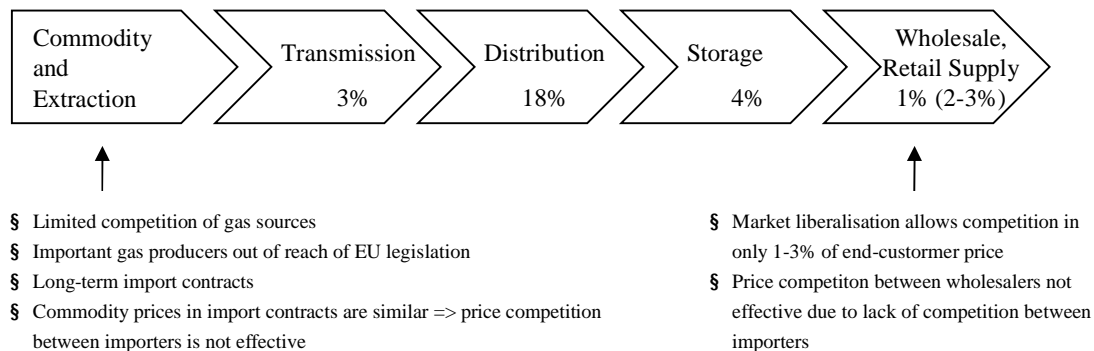 Commodity
and
Extraction
Transmission
3%
Distribution
18%
Storage
4%
Wholesale,
Retail Supply
1% (2-3%)
§ Limited competition of gas sources
§ Important gas producers out of reach of EU legislation
§ Long-term import contracts
§ Commodity prices in import contracts are similar => price competition
between importers is not effective
§ Market liberalisation allows competition in
only 1-3% of end-custormer price
§ Price competiton between wholesalers not
effective due to lack of competition between
importers